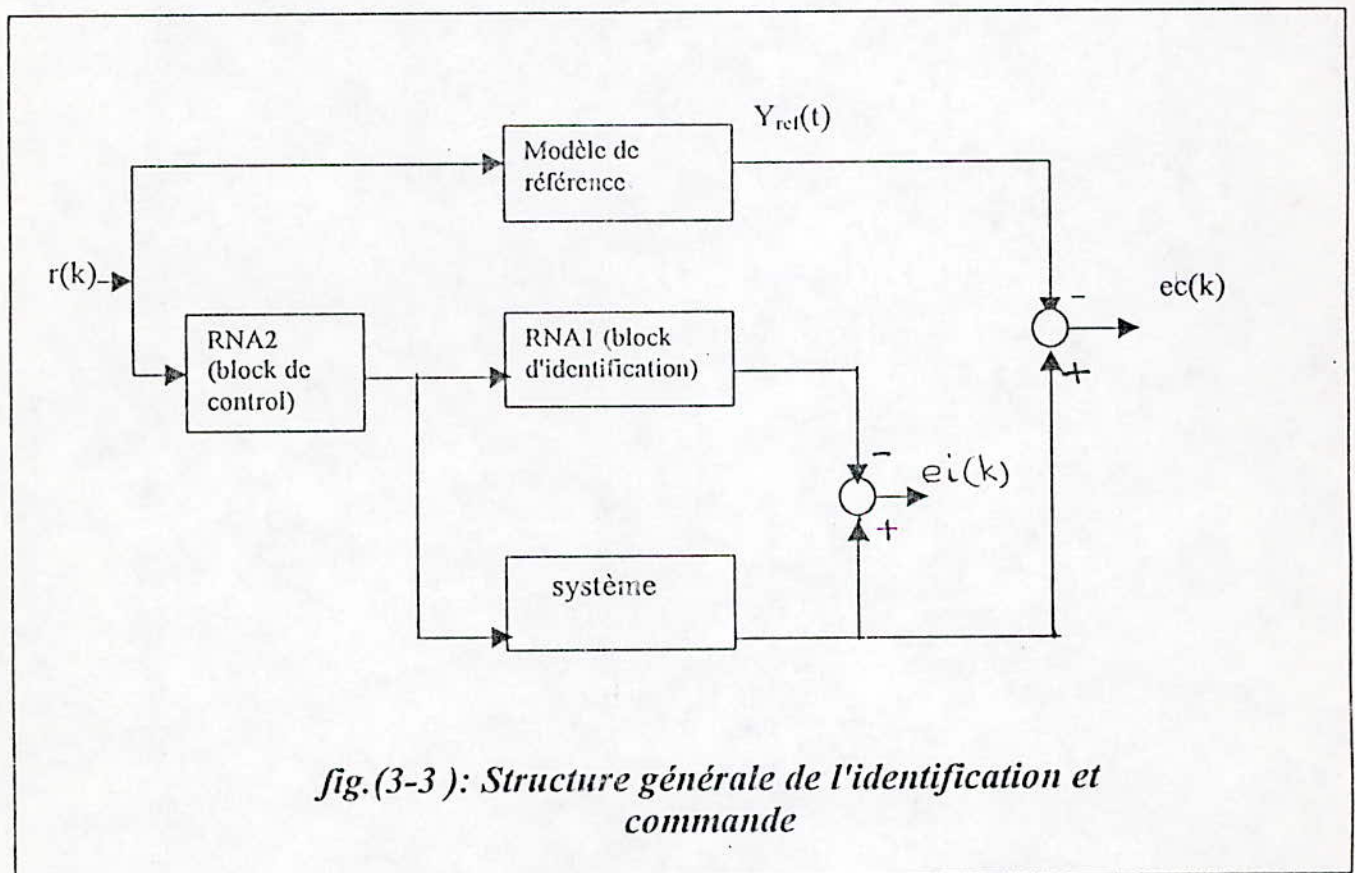 Y_ref(t)
Modèle de
référence
r(k)
-
ec(k)
RNA2
(block de
control)
RNA1 (block
d'identification)
+
-
ei(k)
+
système
fig.(3-3 ): Structure générale de l'identification et
commande